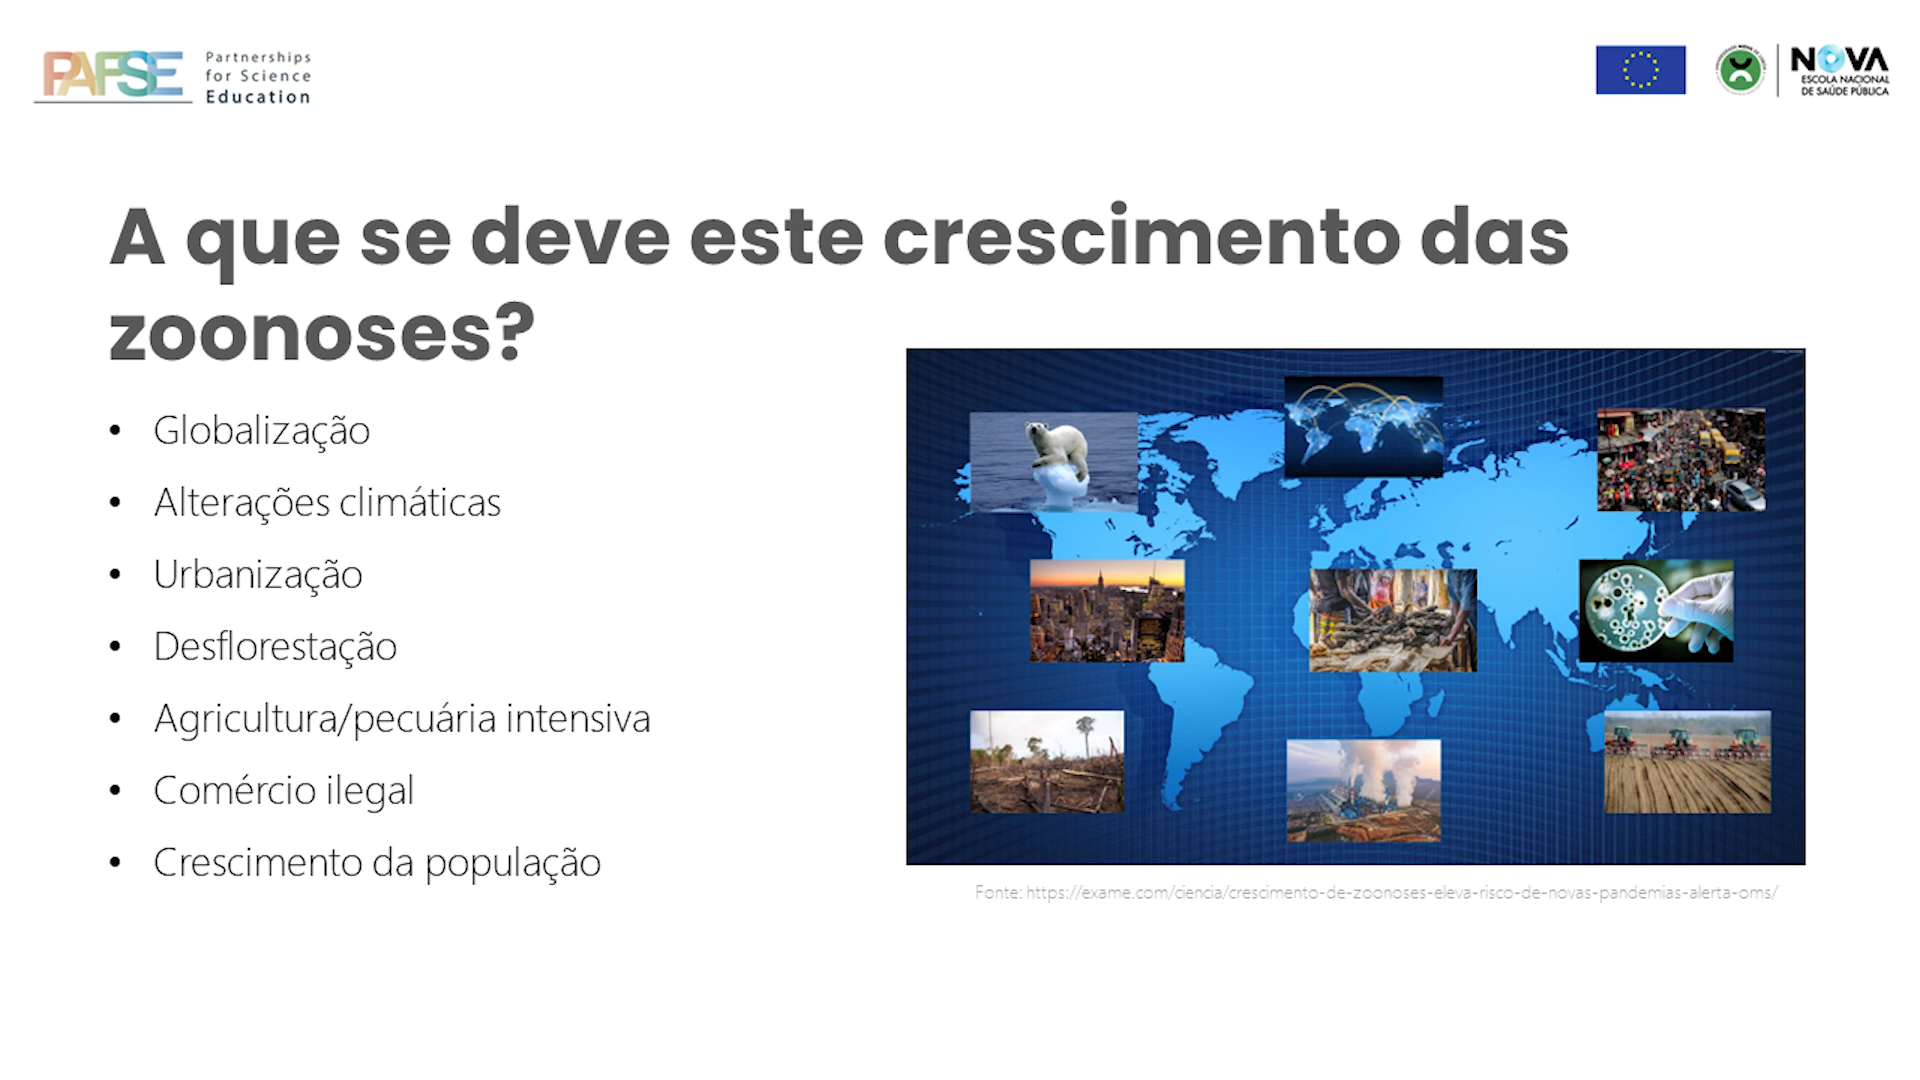 PAFSE
Partnerships
for Science
Education
NOVA
ESCOLA NACIONAL
DE SAÚDE PÚBLICA
A que se deve este crescimento das
zoonoses?
• Globalização
• Alterações climáticas
• Urbanização
• Desflorestação
• Agricultura/pecuária intensiva
• Comércio ilegal
• Crescimento da população
Fonte: https://exame.com/ciencia/crescimento-de-zoonoses-eleva-risco-de-novas-pandemias-alerta-oms/